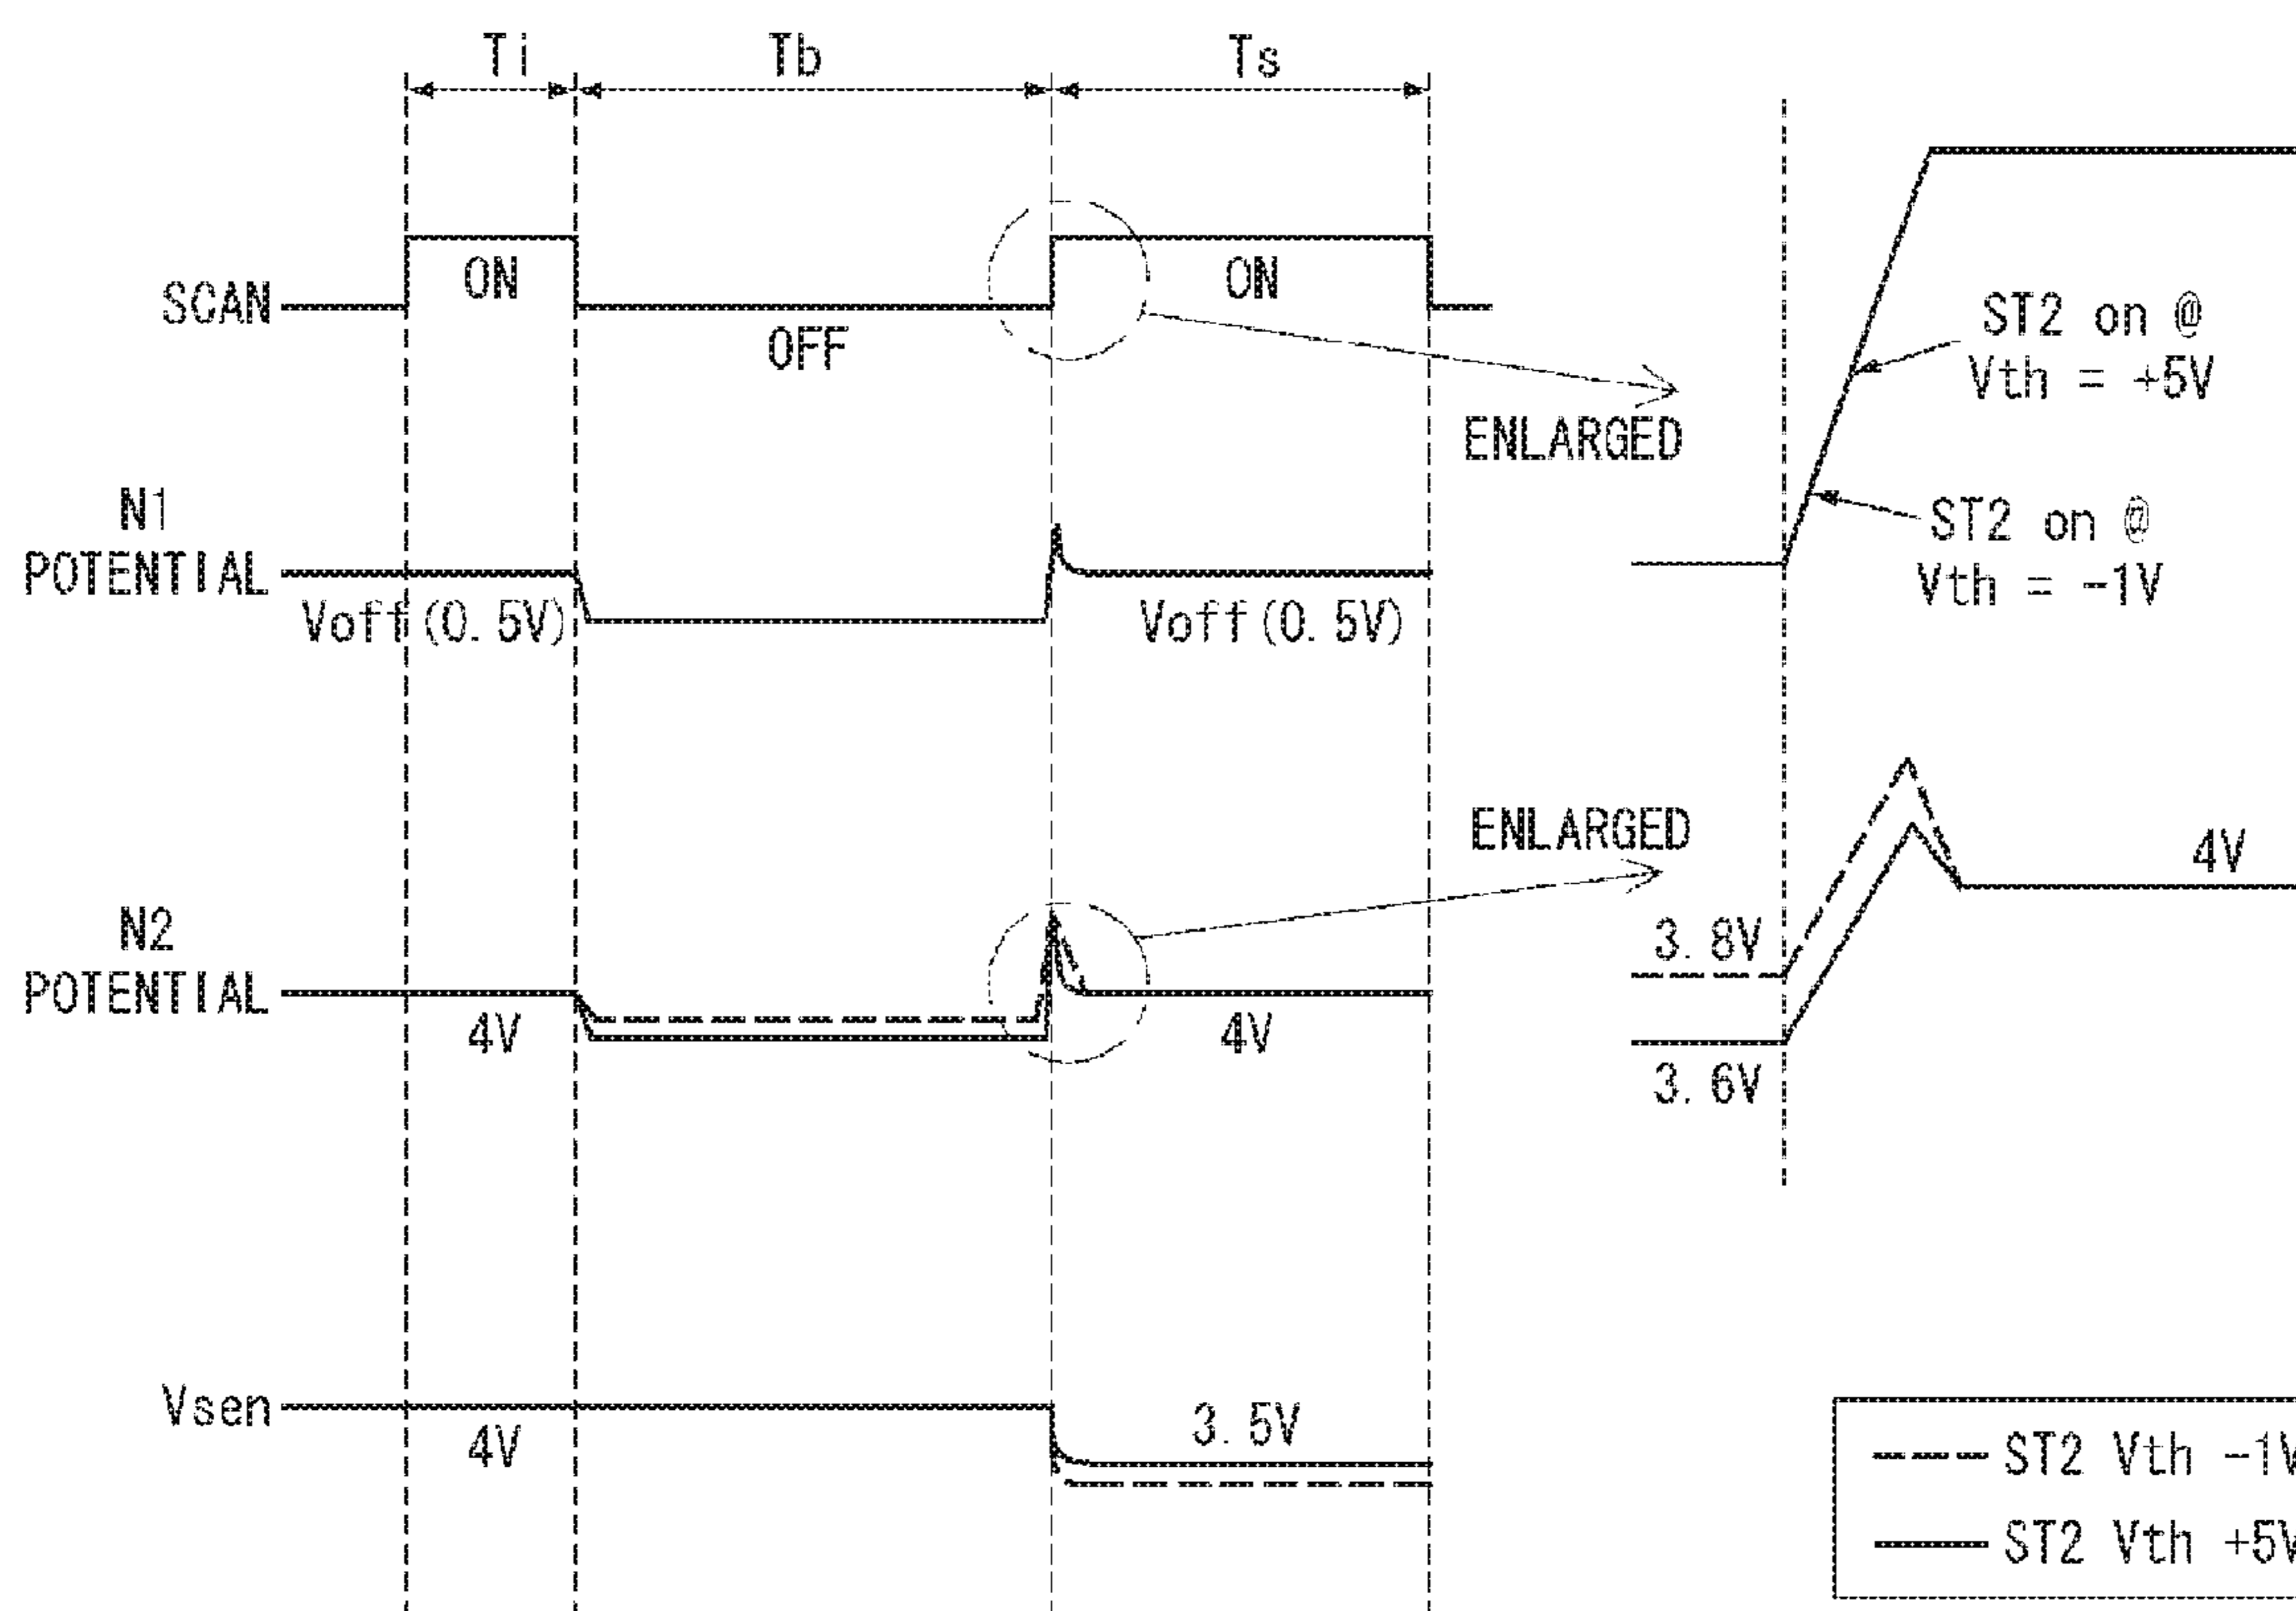 Ti
Tb
Ts
SCAN
ON
OFF
ON
ENLARGED
ST2 on @
Vth = +5V
ST2 on @
Vth = -1V
N1
POTENTIAL
Voff(0.5V)
Voff(0.5V)
ENLARGED
N2
POTENTIAL
4V
4V
3.8V
3.6V
4V
Vsen
4V
3.5V
ST2 Vth -1V
ST2 Vth +5V